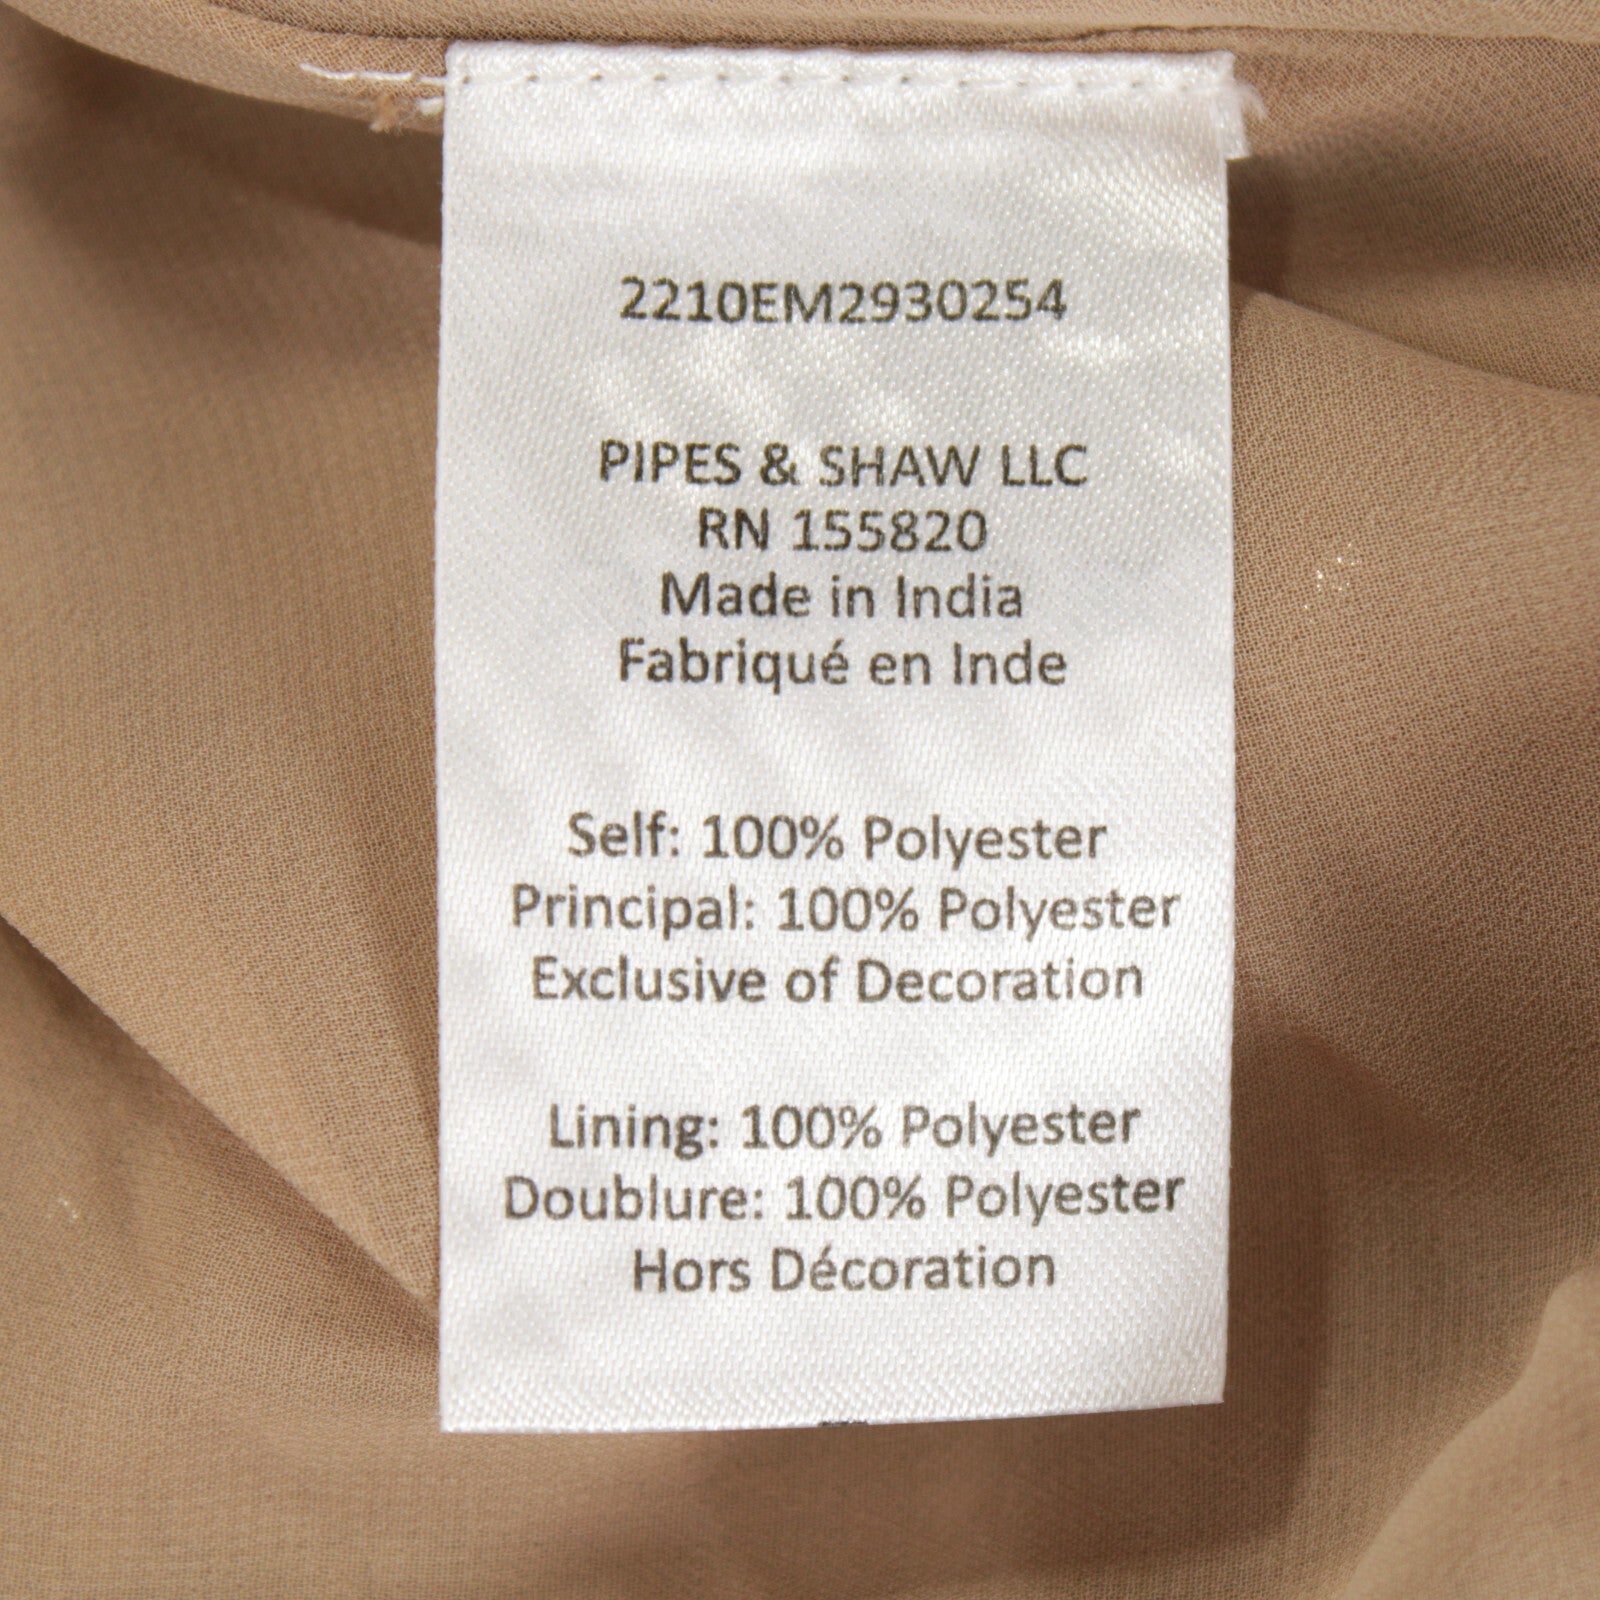 2210EM2930254
PIPES & SHAW LLC
RN 155820
Made in India
Fabriqué en Inde
Self: 100% Polyester
Principal: 100% Polyester
Exclusive of Decoration
Lining: 100% Polyester
Doublure: 100% Polyester
Hors Décoration